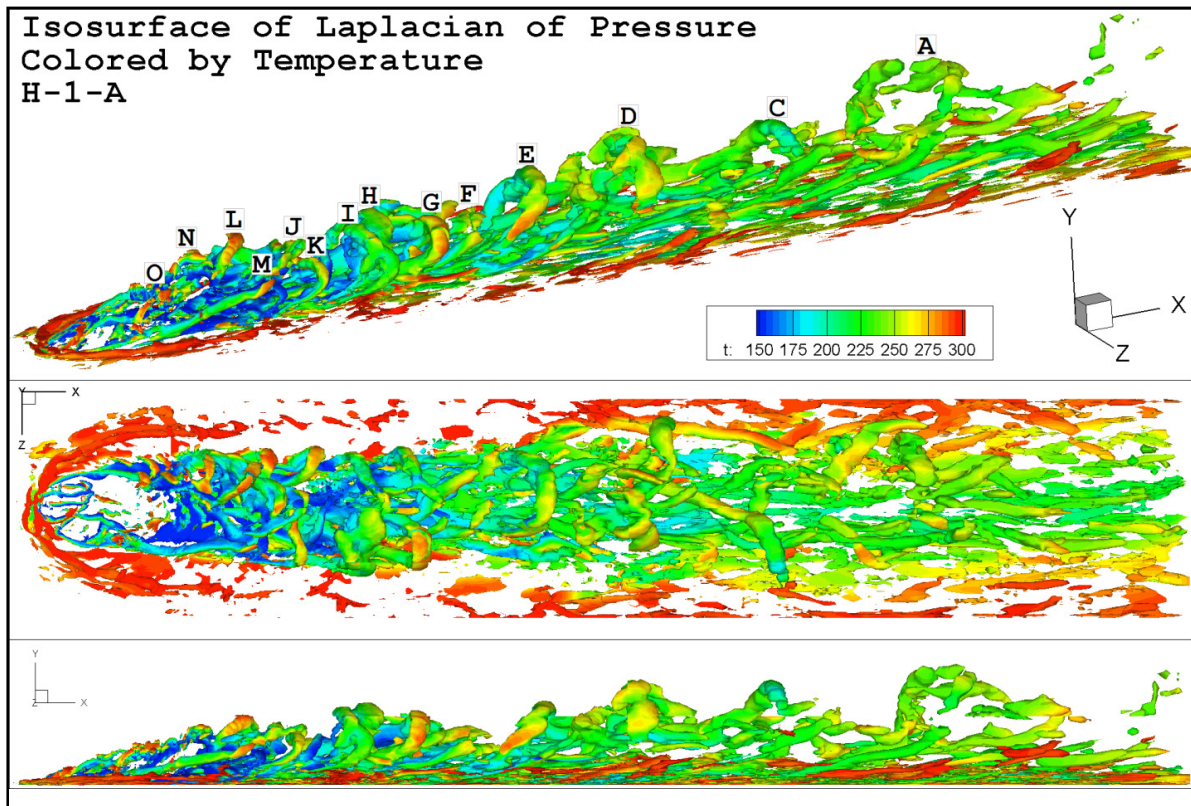 Isosurface of Laplacian of Pressure
Colored by Temperature
H-1-A
A
D
C
E
H
L
J
I
G
F
N
K
M
O
Y
X
Z
t: 150 175 200 225 250 275 300
Y
X
Z
Y
Z
X